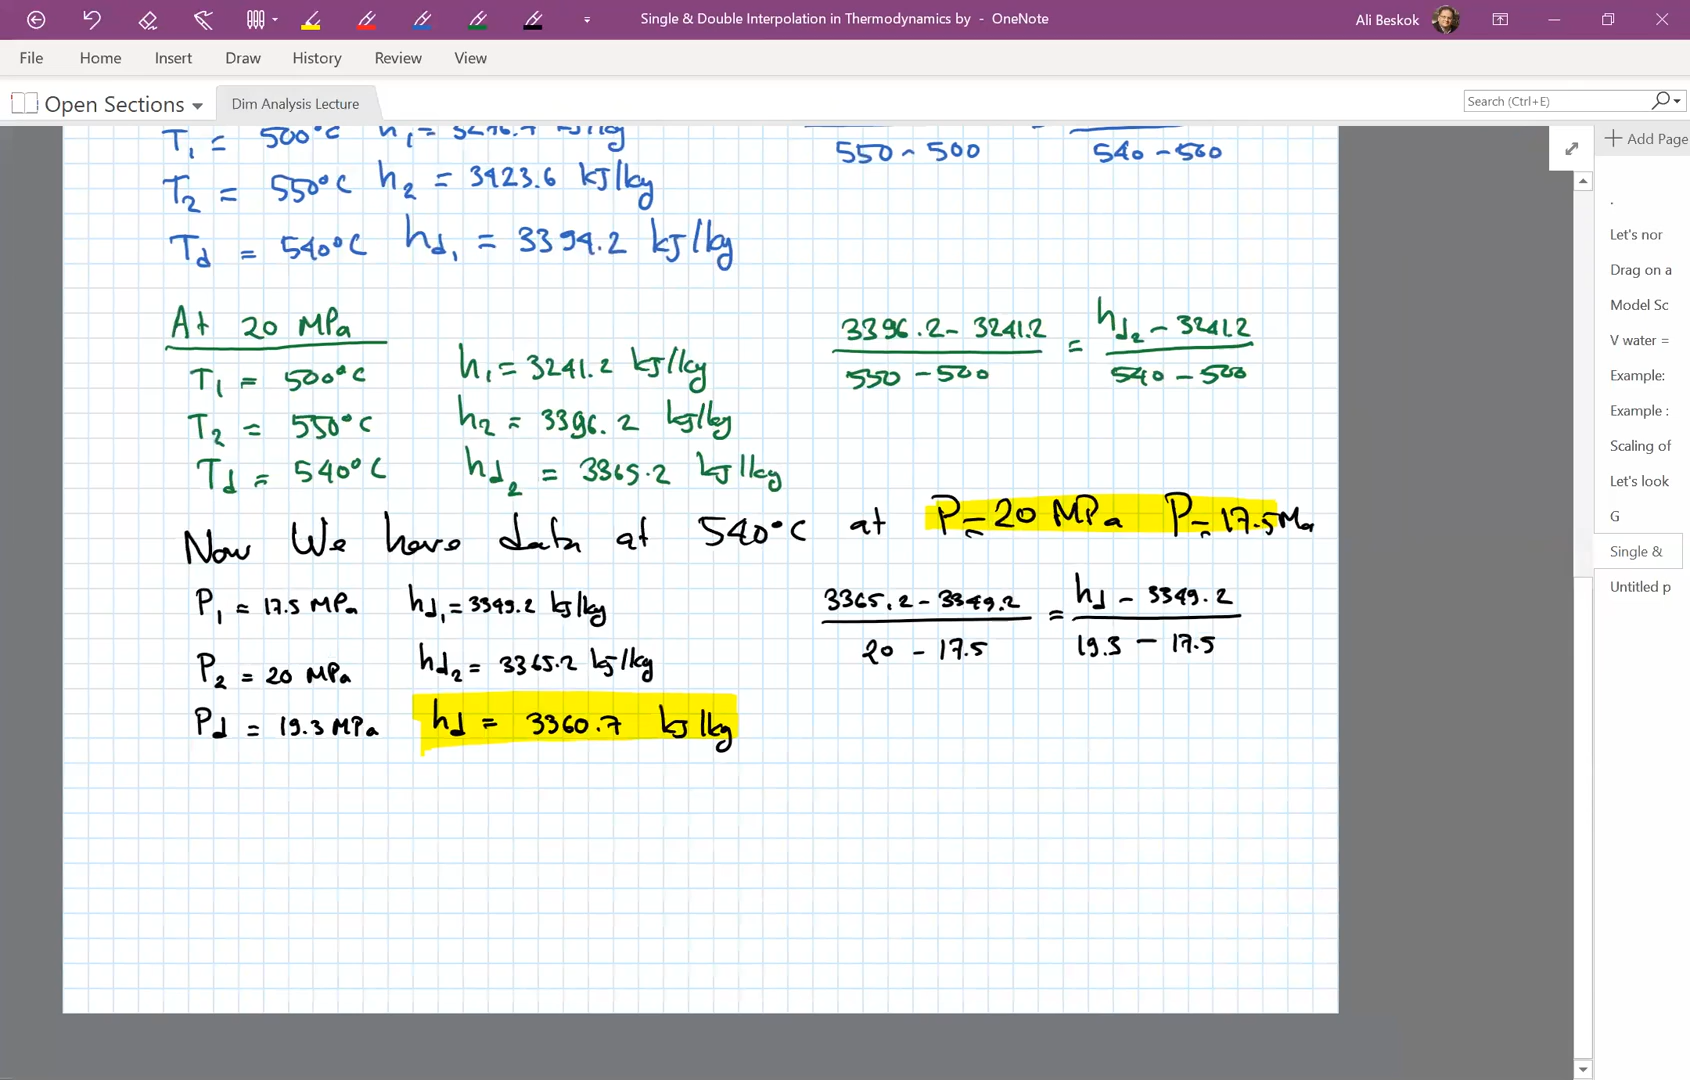 Single & Double Interpolation in Thermodynamics by - OneNote
Ali Beskok
File Home Insert Draw History Review View
Open Sections
Dim Analysis Lecture
Search (Ctrl+E)
Add Page
T₁ = 500°C h₁ =
550 - 500
540 - 500
T₂ = 550°C h₂ = 3423.6 kJ/kg
Td = 540°C hd₁ = 3394.2 kJ/kg
At 20 MPa
3396.2 - 3241.2 / 550 - 500 = hd₂ - 3241.2 / 540 - 500
T₁ = 500°C h₁ = 3241.2 kJ/kg
T₂ = 550°C h₂ = 3396.2 kJ/kg
Td = 540°C hd₂ = 3365.2 kJ/kg
Now We have data at 540°C at P = 20 MPa P = 17.5 Ma
P₁ = 17.5 MPa hd₁ = 3349.2 kJ/kg
3365.2 - 3349.2 / 20 - 17.5 = hd - 3349.2 / 19.3 - 17.5
P₂ = 20 MPa hd₂ = 3365.2 kJ/kg
Pd = 19.3 MPa hd = 3360.7 kJ/kg
.
Let's nor
Drag on a
Model Sc
V water =
Example:
Example :
Scaling of
Let's look
G
Single &
Untitled p